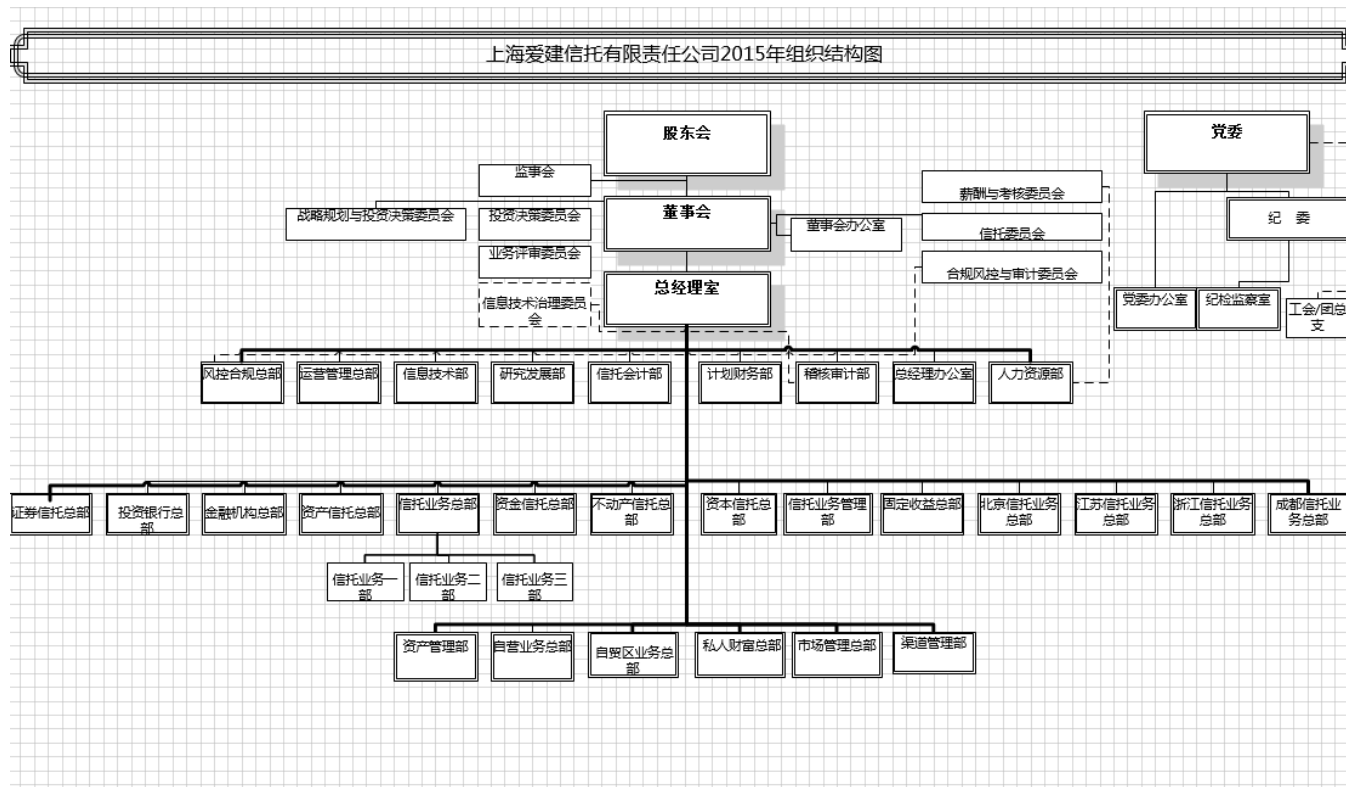 上海爱建信托有限责任公司2015年组织结构图
股东会
党委
监事会
薪酬与考核委员会
战略规划与投资决策委员会
投资决策委员会
董事会
董事会办公室
信托委员会
纪 委
业务评审委员会
合规风控与审计委员会
总经理室
信息技术治理委员
会
党委办公室
纪检监察室
工会/团总
支
风控合规总部
运营管理总部
信息技术部
研究发展部
信托会计部
计划财务部
稽核审计部
总经理办公室
人力资源部
证券信托总部
投资银行总
部
金融机构总部
资产信托总部
信托业务总部
资金信托总部
不动产信托总
部
资本信托总
部
信托业务管理
部
固定收益总部
北京信托业务
总部
江苏信托业务
总部
浙江信托业务
总部
成都信托业
务总部
信托业务一
部
信托业务二
部
信托业务三
部
资产管理部
自营业务总部
自贸区业务总
部
私人财富总部
市场管理总部
渠道管理部